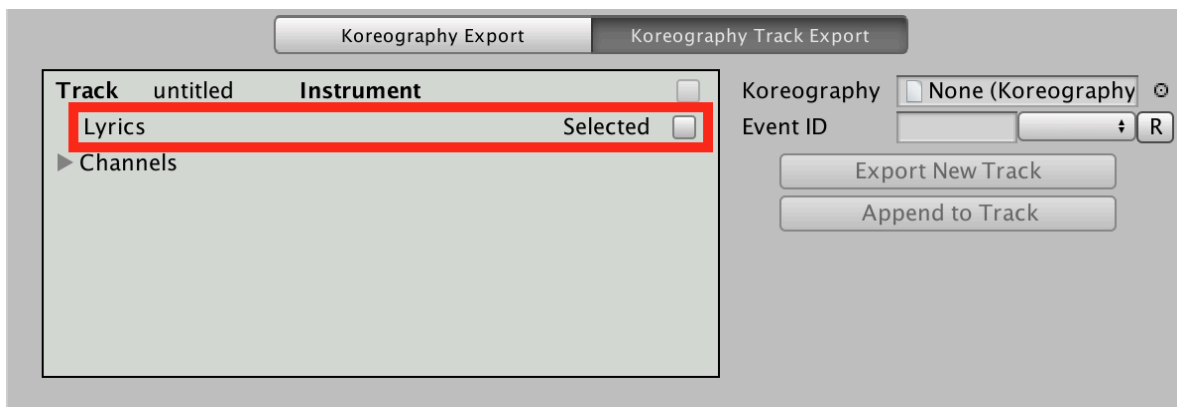 Koreography Export Koreography Track Export
Track untitled Instrument
Lyrics Selected
Channels
Koreography None (Koreography
Event ID R
Export New Track
Append to Track